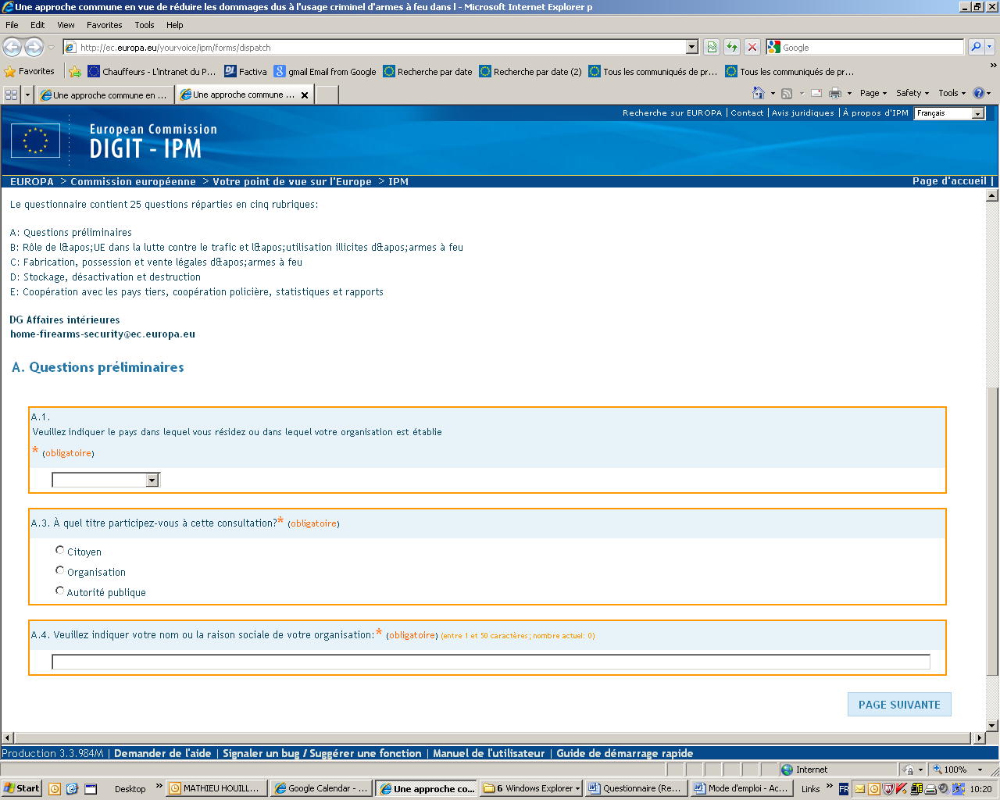 Une approche commune en vue de réduire les dommages dus à l'usage criminel d'armes à feu dans l - Microsoft Internet Explorer p
File Edit View Favorites Tools Help
http://ec.europa.eu/yourvoice/ipm/forms/dispatch
Google
Favorites
Chauffeurs - L'intranet du P...
Factiva
gmail Email from Google
Recherche par date
Recherche par date (2)
Tous les communiqués de pr...
Tous les communiqués de pr...
Une approche commune en ...
Une approche commune ...
Page Safety Tools
Recherche sur EUROPA | Contact | Avis juridiques | À propos d'IPM Français
European Commission
DIGIT - IPM
EUROPA > Commission européenne > Votre point de vue sur l'Europe > IPM
Page d'accueil |
Le questionnaire contient 25 questions réparties en cinq rubriques:
A: Questions préliminaires
B: Rôle de l&apos;UE dans la lutte contre le trafic et l&apos;utilisation illicites d&apos;armes à feu
C: Fabrication, possession et vente légales d&apos;armes à feu
D: Stockage, désactivation et destruction
E: Coopération avec les pays tiers, coopération policière, statistiques et rapports
DG Affaires intérieures
home-firearms-security@ec.europa.eu
A. Questions préliminaires
A.1.
Veuillez indiquer le pays dans lequel vous résidez ou dans lequel votre organisation est établie
* (obligatoire)
A.3. À quel titre participez-vous à cette consultation?* (obligatoire)
Citoyen
Organisation
Autorité publique
A.4. Veuillez indiquer votre nom ou la raison sociale de votre organisation:* (obligatoire) (entre 1 et 50 caractères; nombre actuel: 0)
PAGE SUIVANTE
Production 3.3.984M | Demander de l'aide | Signaler un bug / Suggérer une fonction | Manuel de l'utilisateur | Guide de démarrage rapide
Internet
100%
Start
Desktop
MATHIEU HOUILL...
Google Calendar - ...
Une approche co...
6 Windows Explorer
Questionnaire (Re...
Mode d'emploi - Ac...
Links
FR
10:20